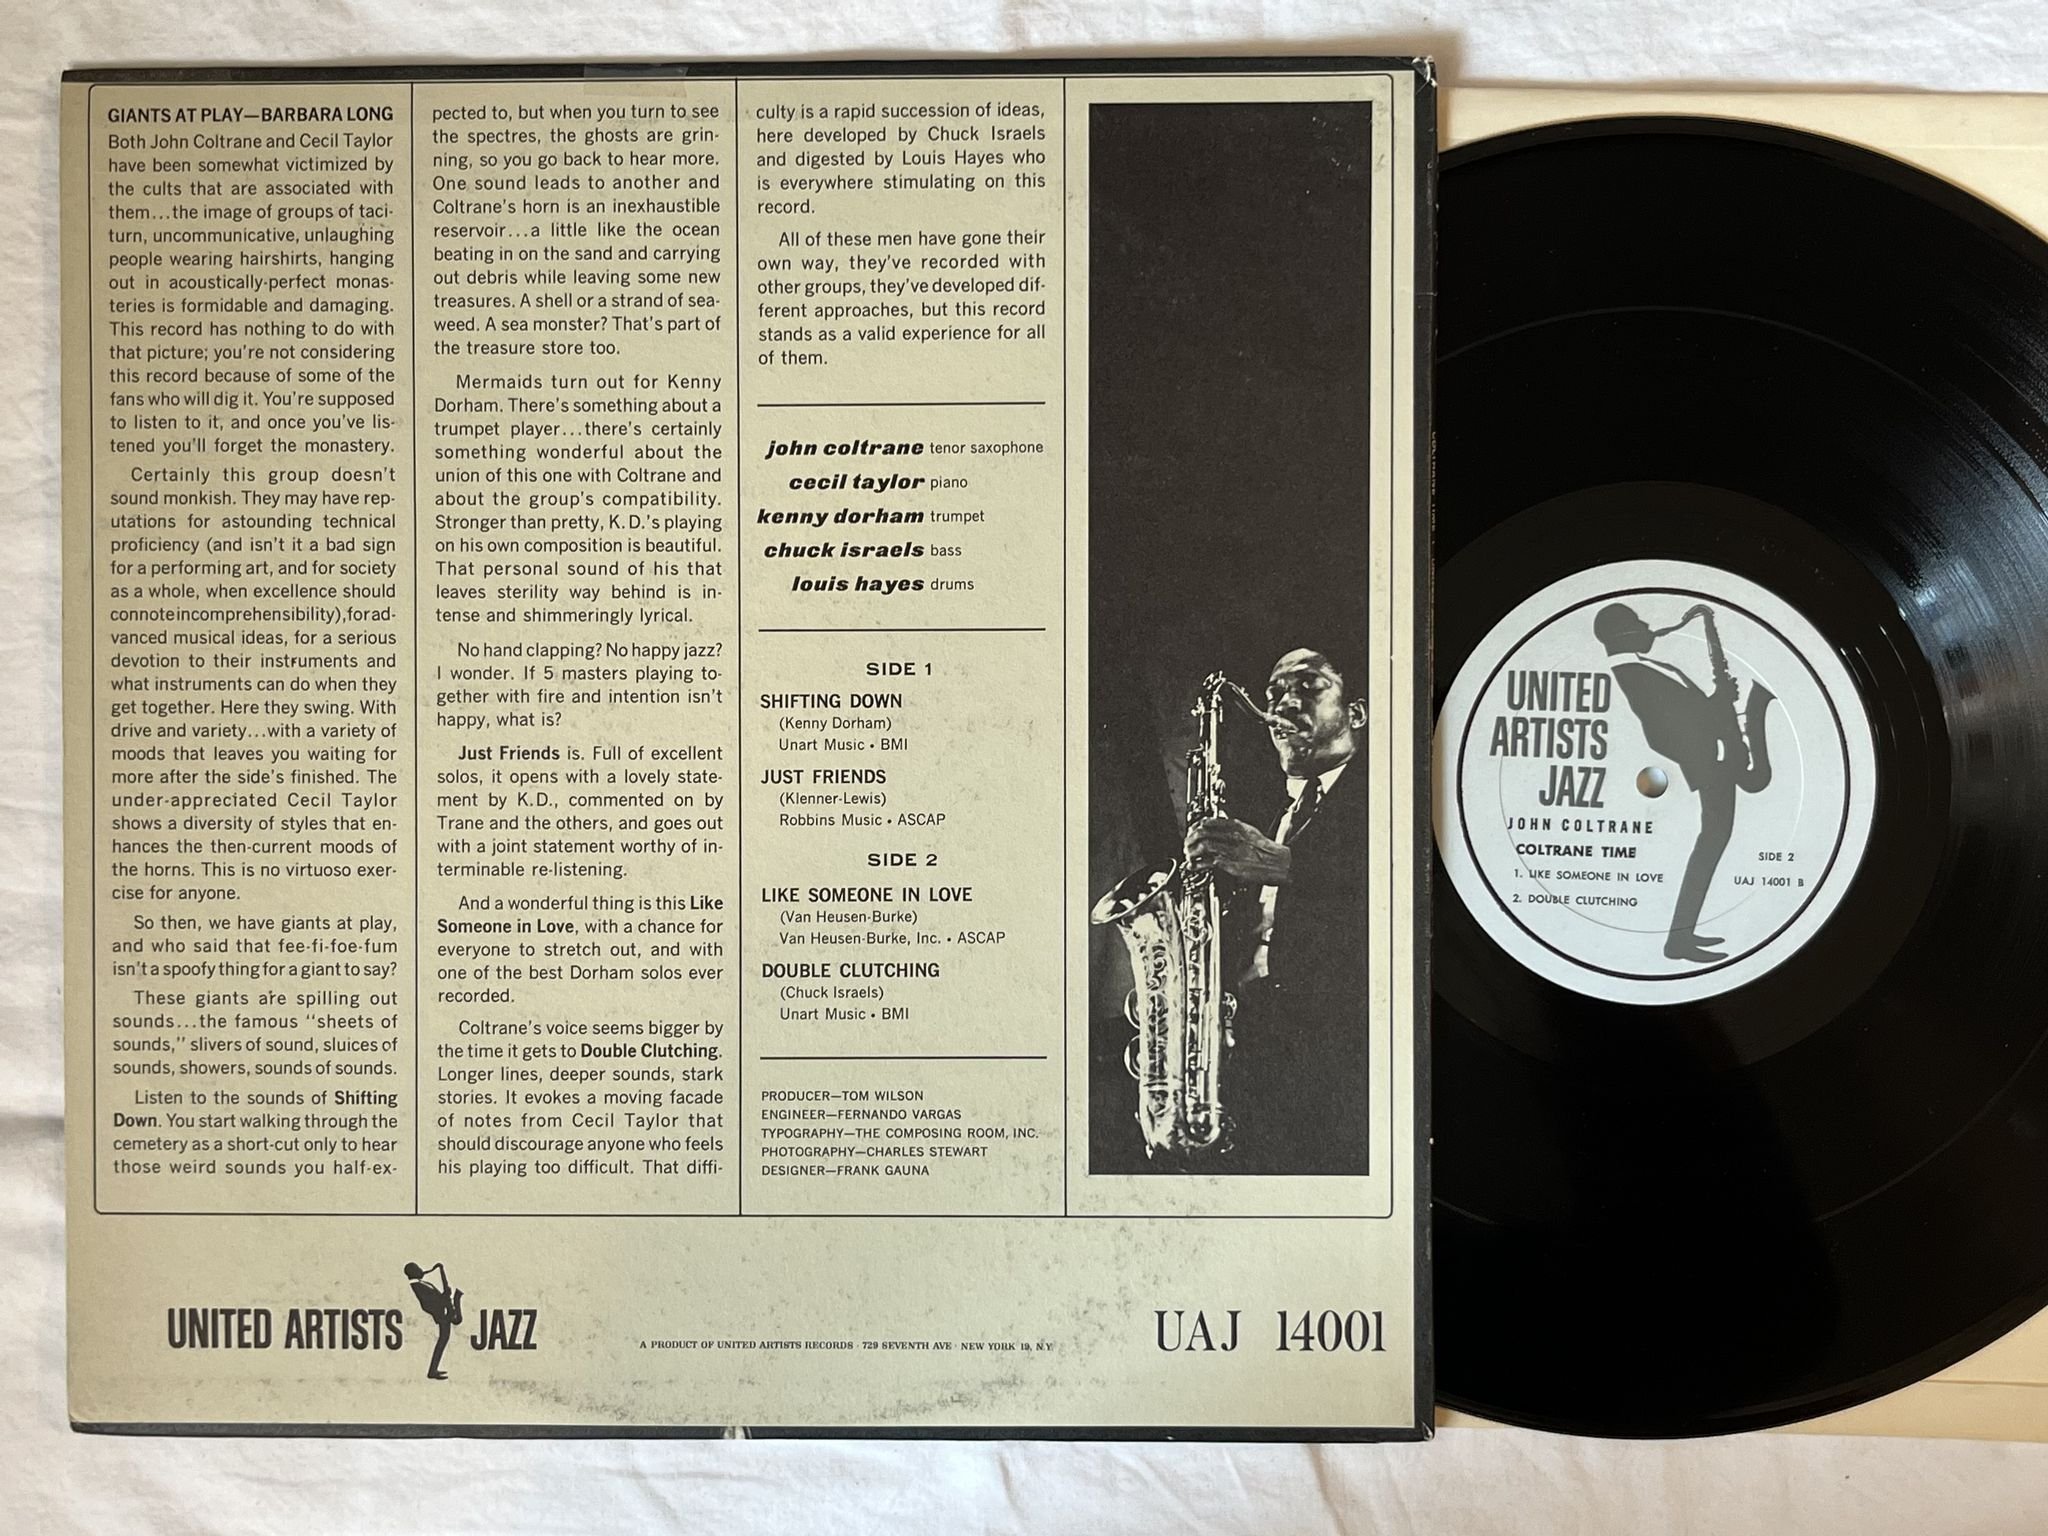 GIANTS AT PLAY—BARBARA LONG
Both John Coltrane and Cecil Taylor
have been somewhat victimized by
the cults that are associated with
them...the image of groups of taci-
turn, uncommunicative, unlaughing
people wearing hairshirts, hanging
out in acoustically-perfect monas-
teries is formidable and damaging.
This record has nothing to do with
that picture; you're not considering
this record because of some of the
fans who will dig it. You're supposed
to listen to it, and once you've lis-
tened you'll forget the monastery.
Certainly this group doesn't
sound monkish. They may have rep-
utations for astounding technical
proficiency (and isn't it a bad sign
for a performing art, and for society
as a whole, when excellence should
connote incomprehensibility), for ad-
vanced musical ideas, for a serious
devotion to their instruments and
what instruments can do when they
get together. Here they swing. With
drive and variety...with a variety of
moods that leaves you waiting for
more after the side's finished. The
under-appreciated Cecil Taylor
shows a diversity of styles that en-
hances the then-current moods of
the horns. This is no virtuoso exer-
cise for anyone.
So then, we have giants at play,
and who said that fee-fi-foe-fum
isn't a spoofy thing for a giant to say?
These giants are spilling out
sounds...the famous "sheets of
sounds," slivers of sound, sluices of
sounds, showers, sounds of sounds.
Listen to the sounds of Shifting
Down. You start walking through the
cemetery as a short-cut only to hear
those weird sounds you half-ex-
pected to, but when you turn to see
the spectres, the ghosts are grin-
ning, so you go back to hear more.
One sound leads to another and
Coltrane's horn is an inexhaustible
reservoir...a little like the ocean
beating in on the sand and carrying
out debris while leaving some new
treasures. A shell or a strand of sea-
weed. A sea monster? That's part of
the treasure store too.
Mermaids turn out for Kenny
Dorham. There's something about a
trumpet player...there's certainly
something wonderful about the
union of this one with Coltrane and
about the group's compatibility.
Stronger than pretty, K.D.'s playing
on his own composition is beautiful.
That personal sound of his that
leaves sterility way behind is in-
tense and shimmeringly lyrical.
No hand clapping? No happy jazz?
I wonder. If 5 masters playing to-
gether with fire and intention isn't
happy, what is?
Just Friends is. Full of excellent
solos, it opens with a lovely state-
ment by K.D., commented on by
Trane and the others, and goes out
with a joint statement worthy of in-
terminable re-listening.
And a wonderful thing is this Like
Someone in Love, with a chance for
everyone to stretch out, and with
one of the best Dorham solos ever
recorded.
Coltrane's voice seems bigger by
the time it gets to Double Clutching.
Longer lines, deeper sounds, stark
stories. It evokes a moving facade
of notes from Cecil Taylor that
should discourage anyone who feels
his playing too difficult. That diffi-
culty is a rapid succession of ideas,
here developed by Chuck Israels
and digested by Louis Hayes who
is everywhere stimulating on this
record.
All of these men have gone their
own way, they've recorded with
other groups, they've developed dif-
ferent approaches, but this record
stands as a valid experience for all
of them.
john coltrane tenor saxophone
cecil taylor piano
kenny dorham trumpet
chuck israels bass
louis hayes drums
SIDE 1
SHIFTING DOWN
(Kenny Dorham)
Unart Music • BMI
JUST FRIENDS
(Klenner-Lewis)
Robbins Music • ASCAP
SIDE 2
LIKE SOMEONE IN LOVE
(Van Heusen-Burke)
Van Heusen-Burke, Inc. • ASCAP
DOUBLE CLUTCHING
(Chuck Israels)
Unart Music • BMI
PRODUCER—TOM WILSON
ENGINEER—FERNANDO VARGAS
TYPOGRAPHY—THE COMPOSING ROOM, INC.
PHOTOGRAPHY—CHARLES STEWART
DESIGNER—FRANK GAUNA
UNITED ARTISTS JAZZ
A PRODUCT OF UNITED ARTISTS RECORDS · 729 SEVENTH AVE · NEW YORK 19, N.Y.
UAJ 14001
UNITED
ARTISTS
JAZZ
JOHN COLTRANE
COLTRANE TIME
1. LIKE SOMEONE IN LOVE
2. DOUBLE CLUTCHING
SIDE 2
UAJ 14001 B